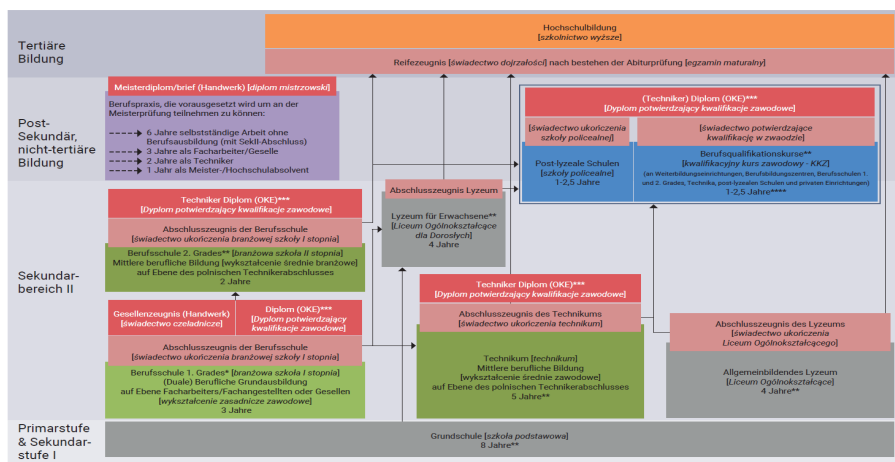 Tertiäre
Bildung
Hochschulbildung
[szkolnictwo wyższe]
Reifezeugnis [świadectwo dojrzałości] nach bestehen der Abiturprüfung [egzamin maturalny]
Post-
Sekundär,
nicht-tertiäre
Bildung
Meisterdiplom/brief (Handwerk) [diplom mistrzowski]
Berufspraxis, die vorausgesetzt wird um an der
Meisterprüfung teilnehmen zu können:
6 Jahre selbstständige Arbeit ohne
Berufsausbildung (mit SekII-Abschluss)
3 Jahre als Facharbeiter/Geselle
2 Jahre als Techniker
1 Jahr als Meister-/Hochschulabsolvent
(Techniker) Diplom (OKE)***
[Dyplom potwierdzający kwalifikacje zawodowe]
[świadectwo ukończenia
szkoły policealnej]
[świadectwo potwierdzające
kwalifikację w zwaodzie]
Post-lyzeale Schulen
[szkoły policealne]
1-2,5 Jahre
Berufsqualifikationskurse**
[kwalifikacyjny kurs zawodowy - KKZ]
(an Weiterbildungseinrichtungen, Berufsbildungszentren, Berufsschulen 1.
und 2. Grades, Technika, post-lyzealen Schulen und privaten Einrichtungen)
1-2,5 Jahre****
Sekundar-
bereich II
Techniker Diplom (OKE)***
[Dyplom potwierdzający kwalifikacje zawodowe]
Abschlusszeugnis der Berufsschule
[świadectwo ukończenia branżowej szkoły I stopnia]
Berufsschule 2. Grades** [branżowa szkoła II stopnia]
Mittlere berufliche Bildung [wykształcenie średnie branżowe]
auf Ebene des polnischen Technikerabschlusses
2 Jahre
Abschlusszeugnis Lyzeum
Lyzeum für Erwachsene**
[Liceum Ogólnokształcące
dla Dorosłych]
4 Jahre
Gesellenzeugnis (Handwerk)
[świadectwo czeladnicze]
Diplom (OKE)***
[Dyplom potwierdzający
kwalifikacje zawodowe]
Abschlusszeugnis der Berufsschule
[świadectwo ukończenia branżowej szkoły I stopnia]
Berufsschule 1. Grades* [branżowa szkoła I stopnia]
(Duale) Berufliche Grundausbildung
auf Ebene Facharbeiters/Fachangestellten oder Gesellen
[wykształcenie zasadnicze zawodowe]
3 Jahre
Techniker Diplom (OKE)***
[Dyplom potwierdzający kwalifikacje zawodowe]
Abschlusszeugnis des Technikums
[świadectwo ukończenia technikum]
Technikum [technikum]
Mittlere berufliche Bildung
[wykształcenie średnie zawodowe]
auf Ebene des polnischen Technikerabschlusses
5 Jahre**
Abschlusszeugnis des Lyzeums
[świadectwo ukończenia
Liceum Ogólnokształcącego]
Allgemeinbildendes Lyzeum
[Liceum Ogólnokształcące]
4 Jahre**
Primarstufe
& Sekundar-
stufe I
Grundschule [szkoła podstawowa]
8 Jahre**